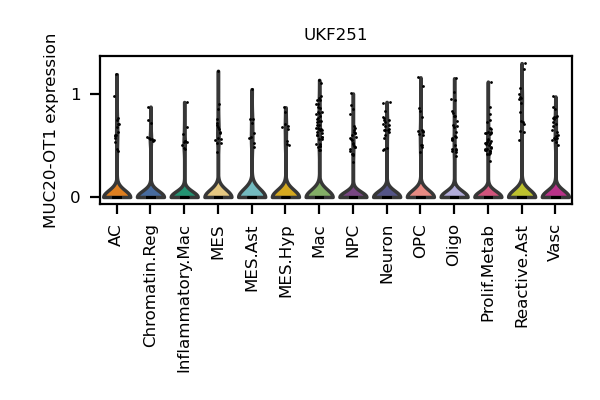 UKF251
MUC20-OT1 expression
1
0
AC
Chromatin.Reg
Inflammatory.Mac
MES
MES.Ast
MES.Hyp
Mac
NPC
Neuron
OPC
Oligo
Prolif.Metab
Reactive.Ast
Vasc